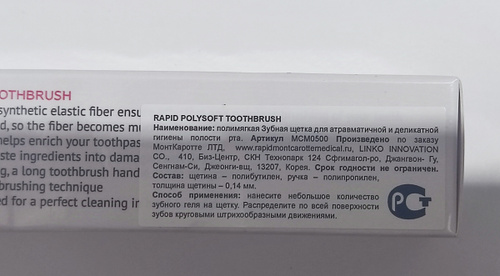 OTHBRUSH
synthetic elastic fiber ensu
d, so the fiber becomes mu
helps enrich your toothpas
ste ingredients into dama
g, a long toothbrush hand
brushing technique
ed for a perfect cleaning in
RAPID POLYSOFT TOOTHBRUSH
Наименование: полимягкая Зубная щетка для атравматичной и деликатной
гигиены полости рта. Артикул MCM0500 Произведено по заказу
МонтКаротте ЛТД, www.rapidmontcarottemedical.ru, LINKO INNOVATION
CO., 410, Биз-Центр, СКН Технопарк 124 Сфгимагол-ро, Джангвон- Гу,
Сенгнам-Си, Джеонги-вщ, 13207, Корея. Срок годности не ограничен.
Состав: щетина – полибутилен, ручка – полипропилен,
толщина щетины – 0,14 мм.
Способ применения: нанесите небольшое количество
зубного геля на щетку. Распределите по всей поверхности
зубов круговыми штрихообразными движениями.
РСТ